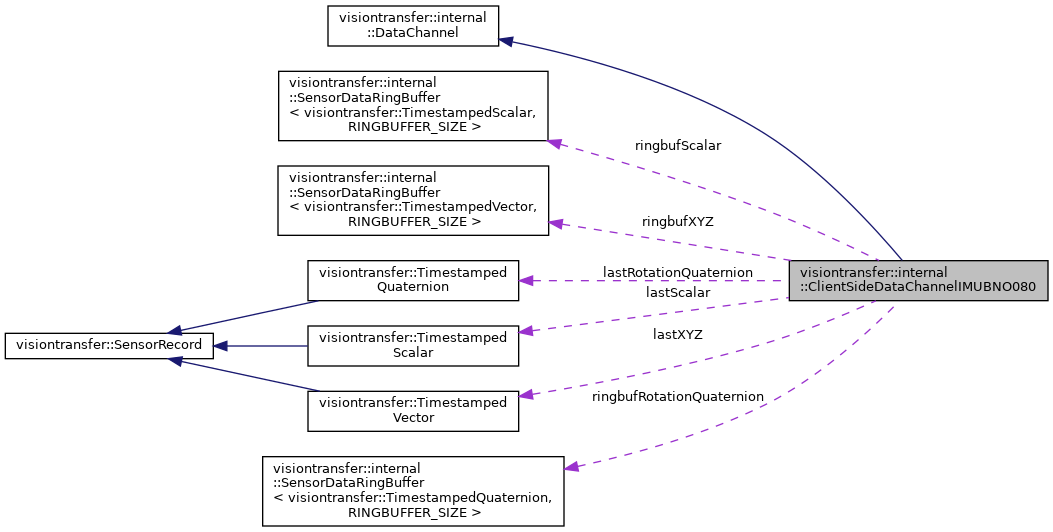 visiontransfer::internal
::DataChannel
visiontransfer::internal
::SensorDataRingBuffer
< visiontransfer::TimestampedScalar,
RINGBUFFER_SIZE >
ringbufScalar
visiontransfer::internal
::SensorDataRingBuffer
< visiontransfer::TimestampedVector,
RINGBUFFER_SIZE >
ringbufXYZ
visiontransfer::Timestamped
Quaternion
lastRotationQuaternion
visiontransfer::internal
::ClientSideDataChannelIMUBNO080
lastScalar
visiontransfer::SensorRecord
visiontransfer::Timestamped
Scalar
lastXYZ
visiontransfer::Timestamped
Vector
ringbufRotationQuaternion
visiontransfer::internal
::SensorDataRingBuffer
< visiontransfer::TimestampedQuaternion,
RINGBUFFER_SIZE >